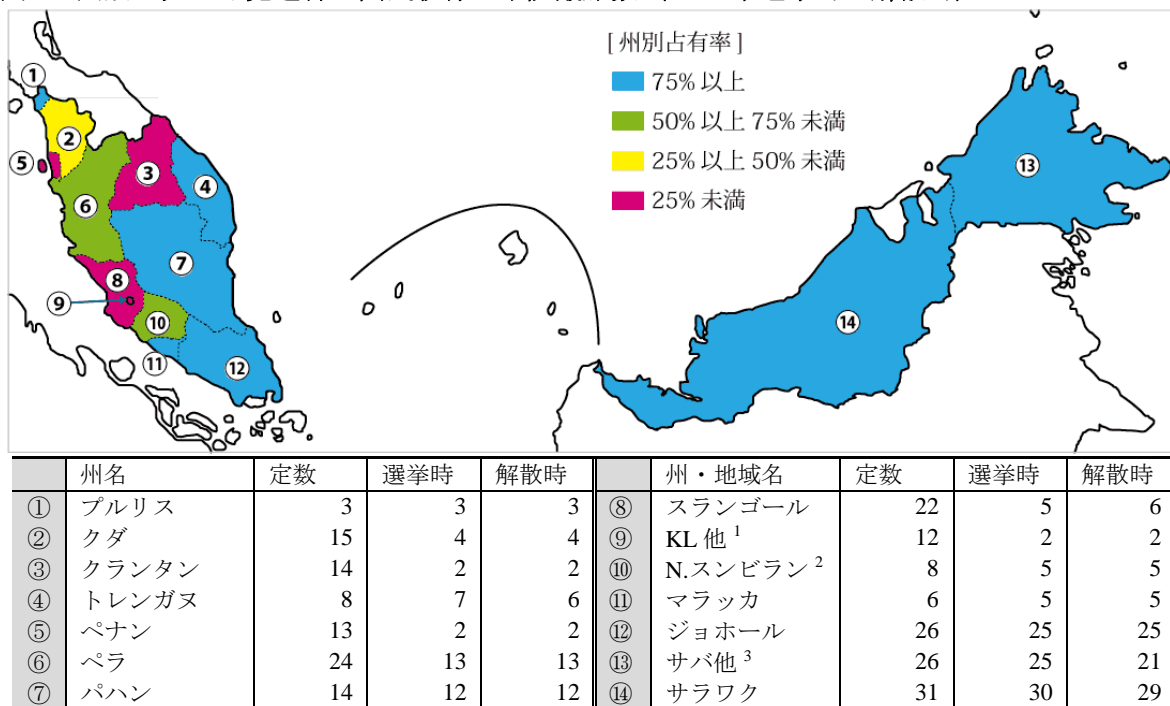 [ 州別占有率 ]
75% 以上
50% 以上 75% 未満
25% 以上 50% 未満
25% 未満
①
②
③
④
⑤
⑥
⑦
⑧
⑨
⑩
⑪
⑫
⑬
⑭
州名 定数 選挙時 解散時 州・地域名 定数 選挙時 解散時
① プルリス 3 3 3 ⑧ スランゴール 22 5 6
② クダ 15 4 4 ⑨ KL 他 1 12 2 2
③ クランタン 14 2 2 ⑩ N.スンビラン 2 8 5 5
④ トレンガヌ 8 7 6 ⑪ マラッカ 6 5 5
⑤ ペナン 13 2 2 ⑫ ジョホール 26 25 25
⑥ ペラ 24 13 13 ⑬ サバ他 3 26 25 21
⑦ パハン 14 12 12 ⑭ サラワク 31 30 29